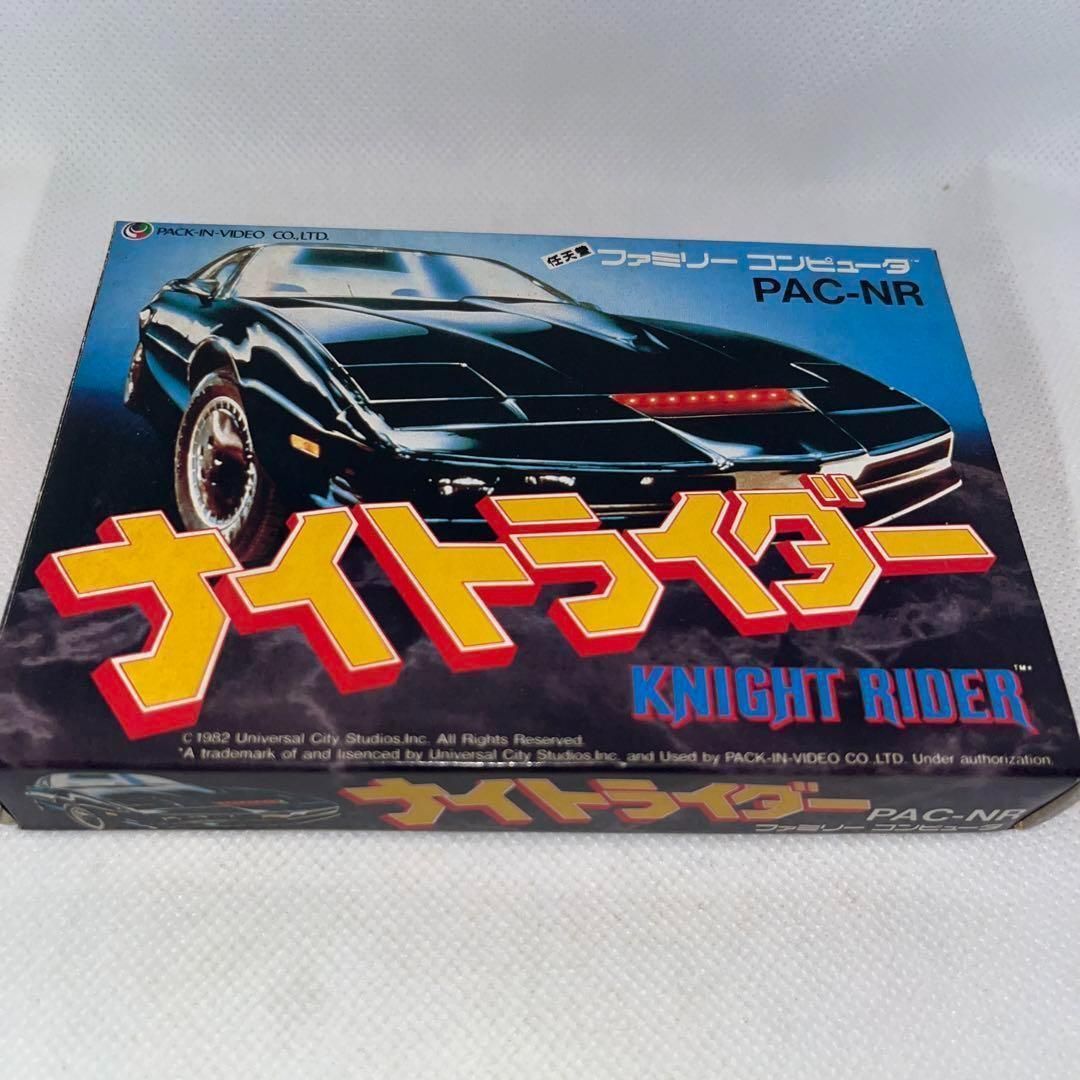 PACK-IN-VIDEO CO.,LTD.
任天堂 ファミリー コンピュータ™
PAC-NR
ナイトライダー
KNIGHT RIDER™*
C 1982 Universal City Studios.Inc. All Rights Reserved.
*A trademark of and lisenced by Universal City Studios.Inc. and Used by PACK-IN-VIDEO CO.LTD. Under authorization.
ナイトライダー PAC-NR
ファミリー コンピュータ